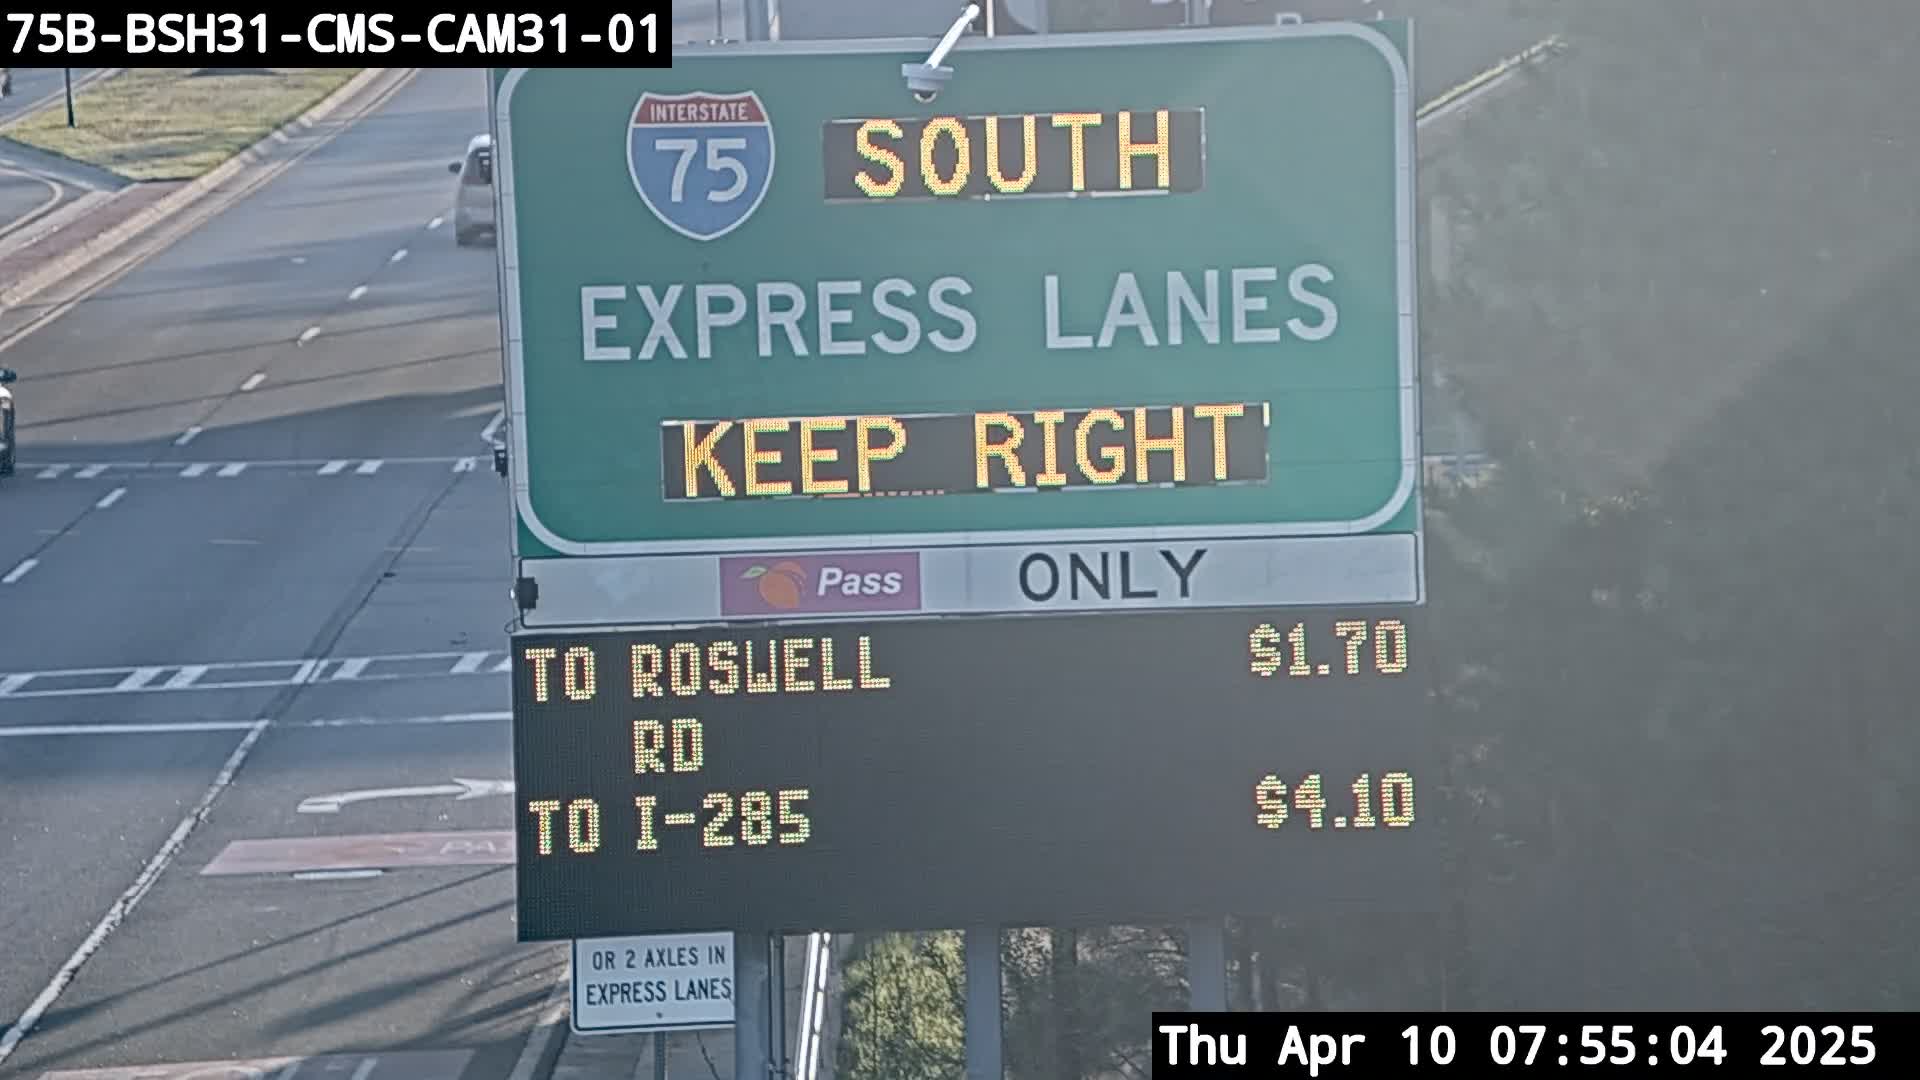 75B-BSH31-CMS-CAM31-01
INTERSTATE
75
SOUTH
EXPRESS LANES
KEEP RIGHT
Pass ONLY
TO ROSWELL $1.70
RD
TO I-285 $4.10
OR 2 AXLES IN
EXPRESS LANES
Thu Apr 10 07:55:04 2025